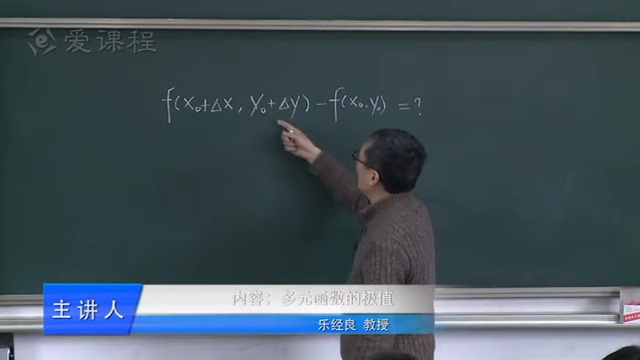 爱课程
f(x₀+Δx, y₀+Δy)-f(x₀,y₀) =?
主讲人
内容：多元函数的极值
乐经良 教授